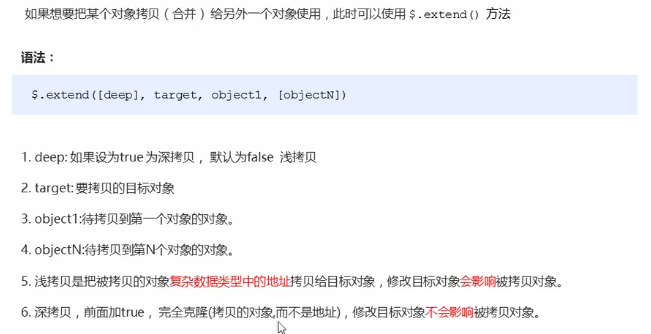 如果想要把某个对象拷贝（合并）给另外一个对象使用，此时可以使用 $.extend() 方法
语法：
$.extend([deep], target, object1, [objectN])
1. deep: 如果设为true 为深拷贝， 默认为false 浅拷贝
2. target: 要拷贝的目标对象
3. object1:待拷贝到第一个对象的对象。
4. objectN:待拷贝到第N个对象的对象。
5. 浅拷贝是把被拷贝的对象复杂数据类型中的地址拷贝给目标对象，修改目标对象会影响被拷贝对象。
6. 深拷贝，前面加true， 完全克隆(拷贝的对象,而不是地址)，修改目标对象不会影响被拷贝对象。